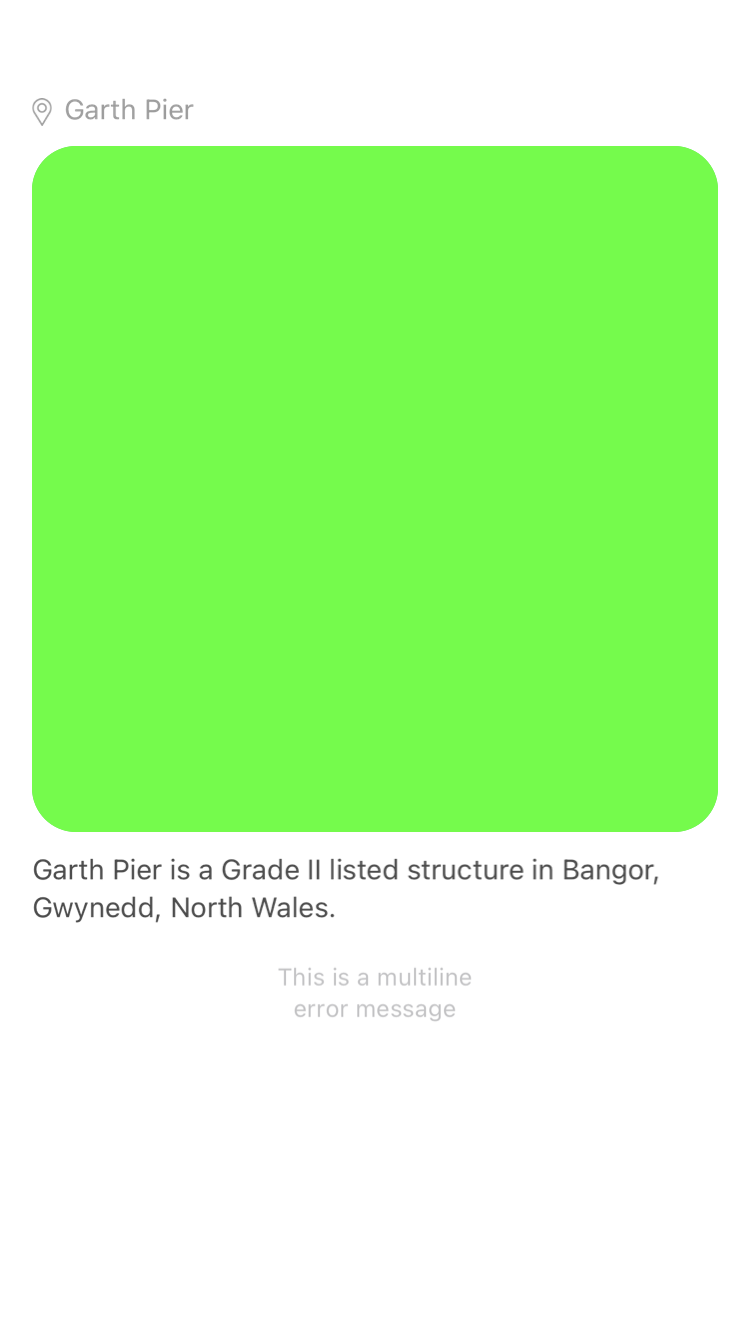 Garth Pier
Garth Pier is a Grade II listed structure in Bangor,
Gwynedd, North Wales.
This is a multiline
error message